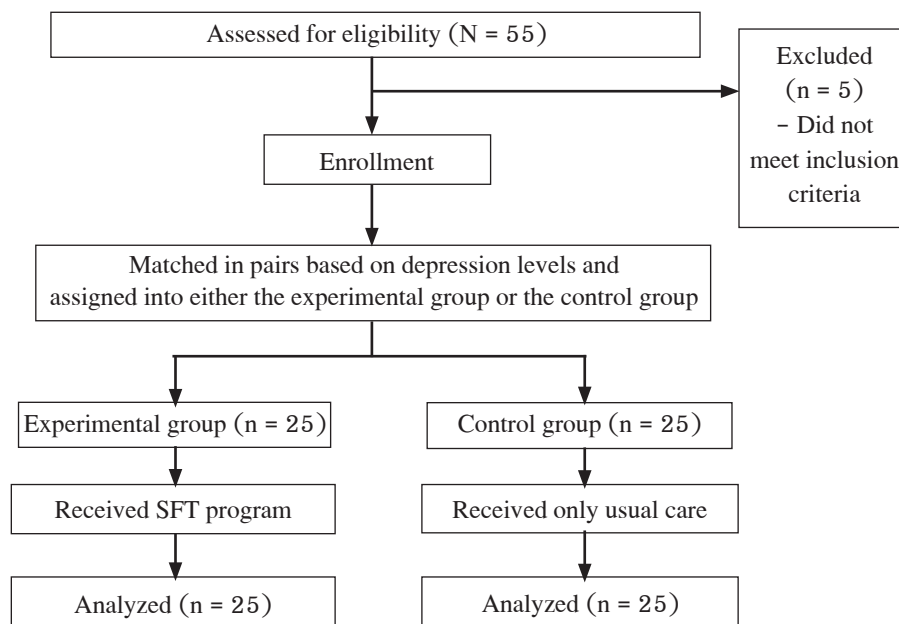 Assessed for eligibility (N = 55)
Excluded
(n = 5)
– Did not
meet inclusion
criteria
Enrollment
Matched in pairs based on depression levels and
assigned into either the experimental group or the control group
Experimental group (n = 25)
Control group (n = 25)
Received SFT program
Received only usual care
Analyzed (n = 25)
Analyzed (n = 25)